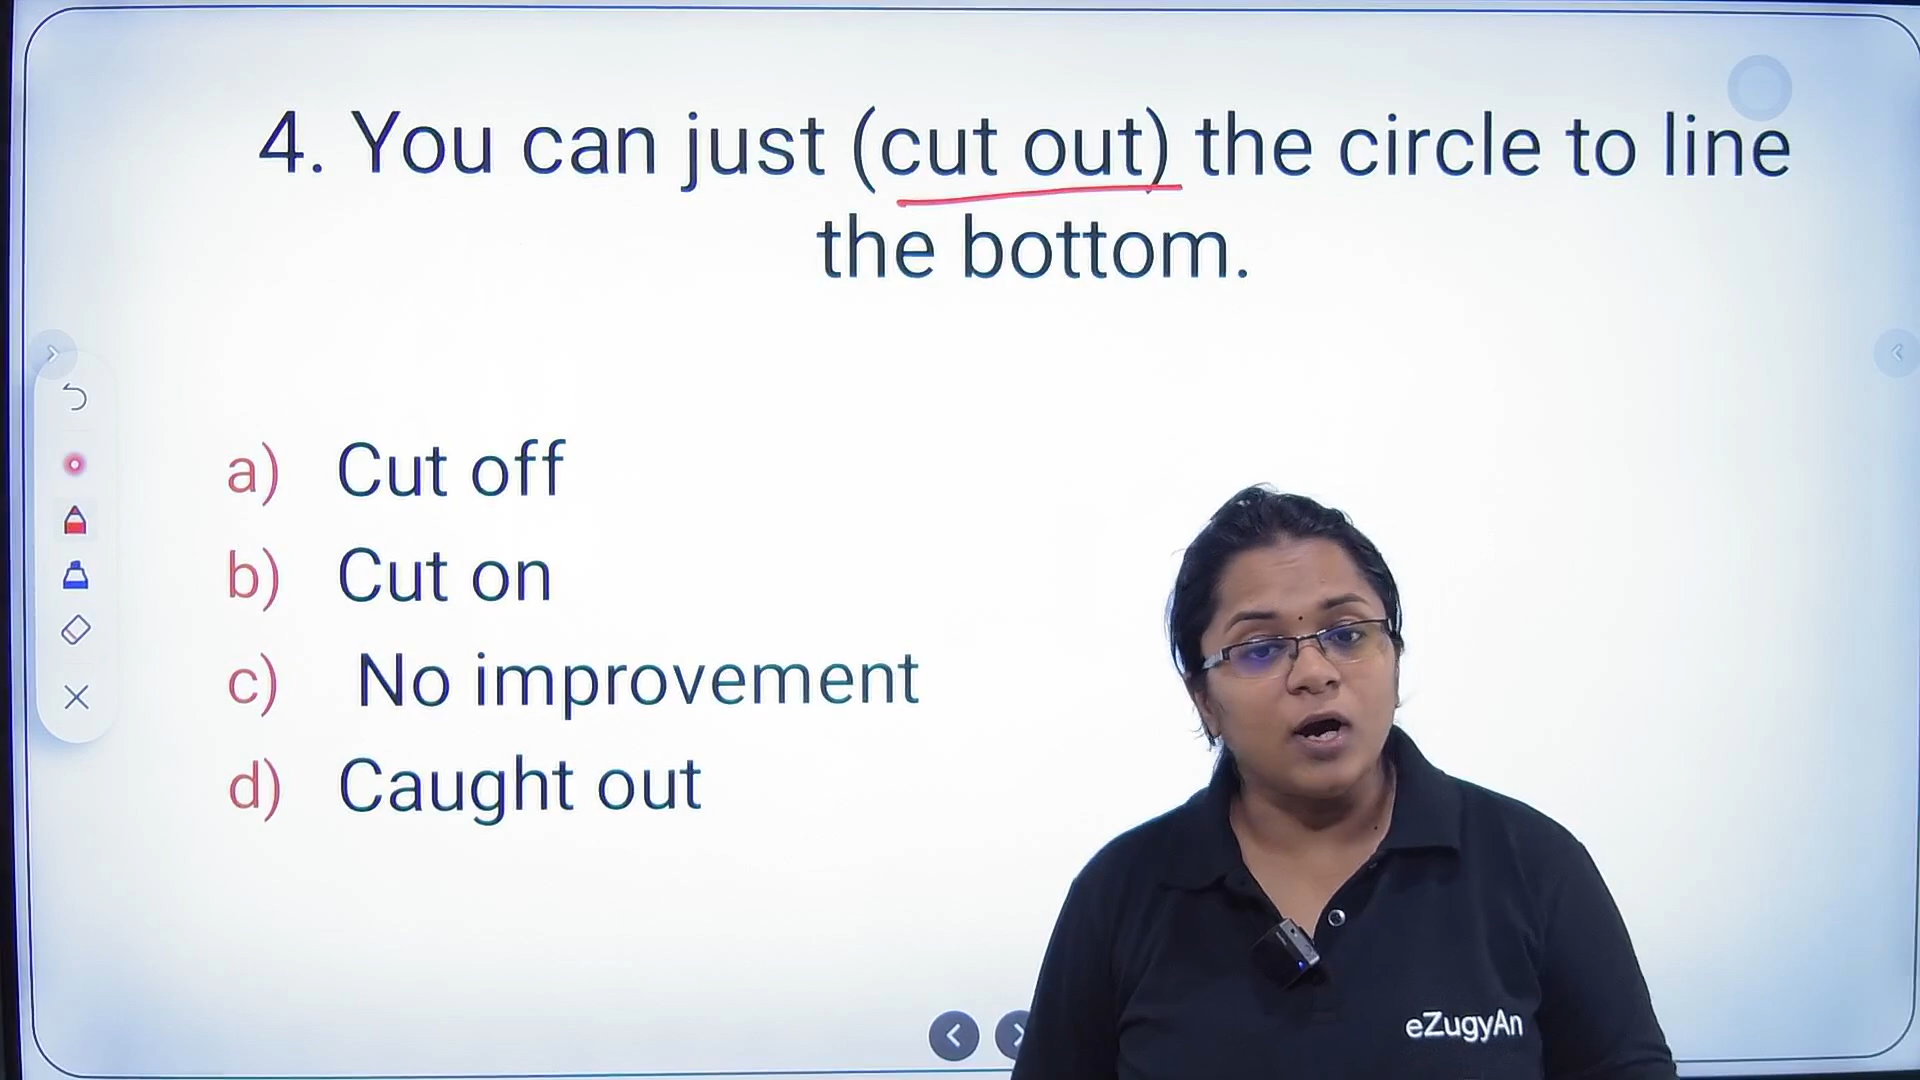 4. You can just (cut out) the circle to line
the bottom.
a) Cut off
b) Cut on
c) No improvement
d) Caught out
eZugyAn